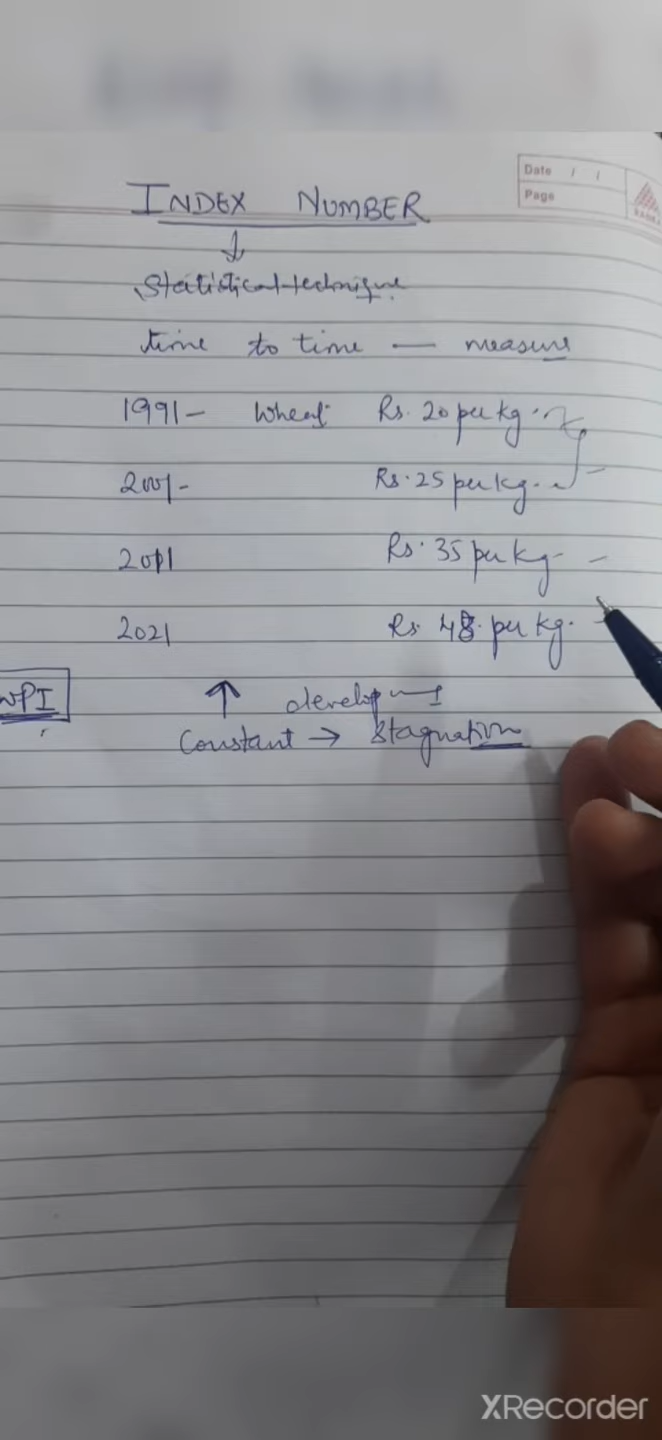 Date / /
Page
INDEX NUMBER
↓
Statistical technique
time to time — measure
1991 - Wheat Rs. 20 per kg.
2001 - Rs. 25 per kg.
2011 Rs. 35 per kg -
2021 Rs. 48 per kg.
WPI
↑ develop
Constant → Stagnation
XRecorder